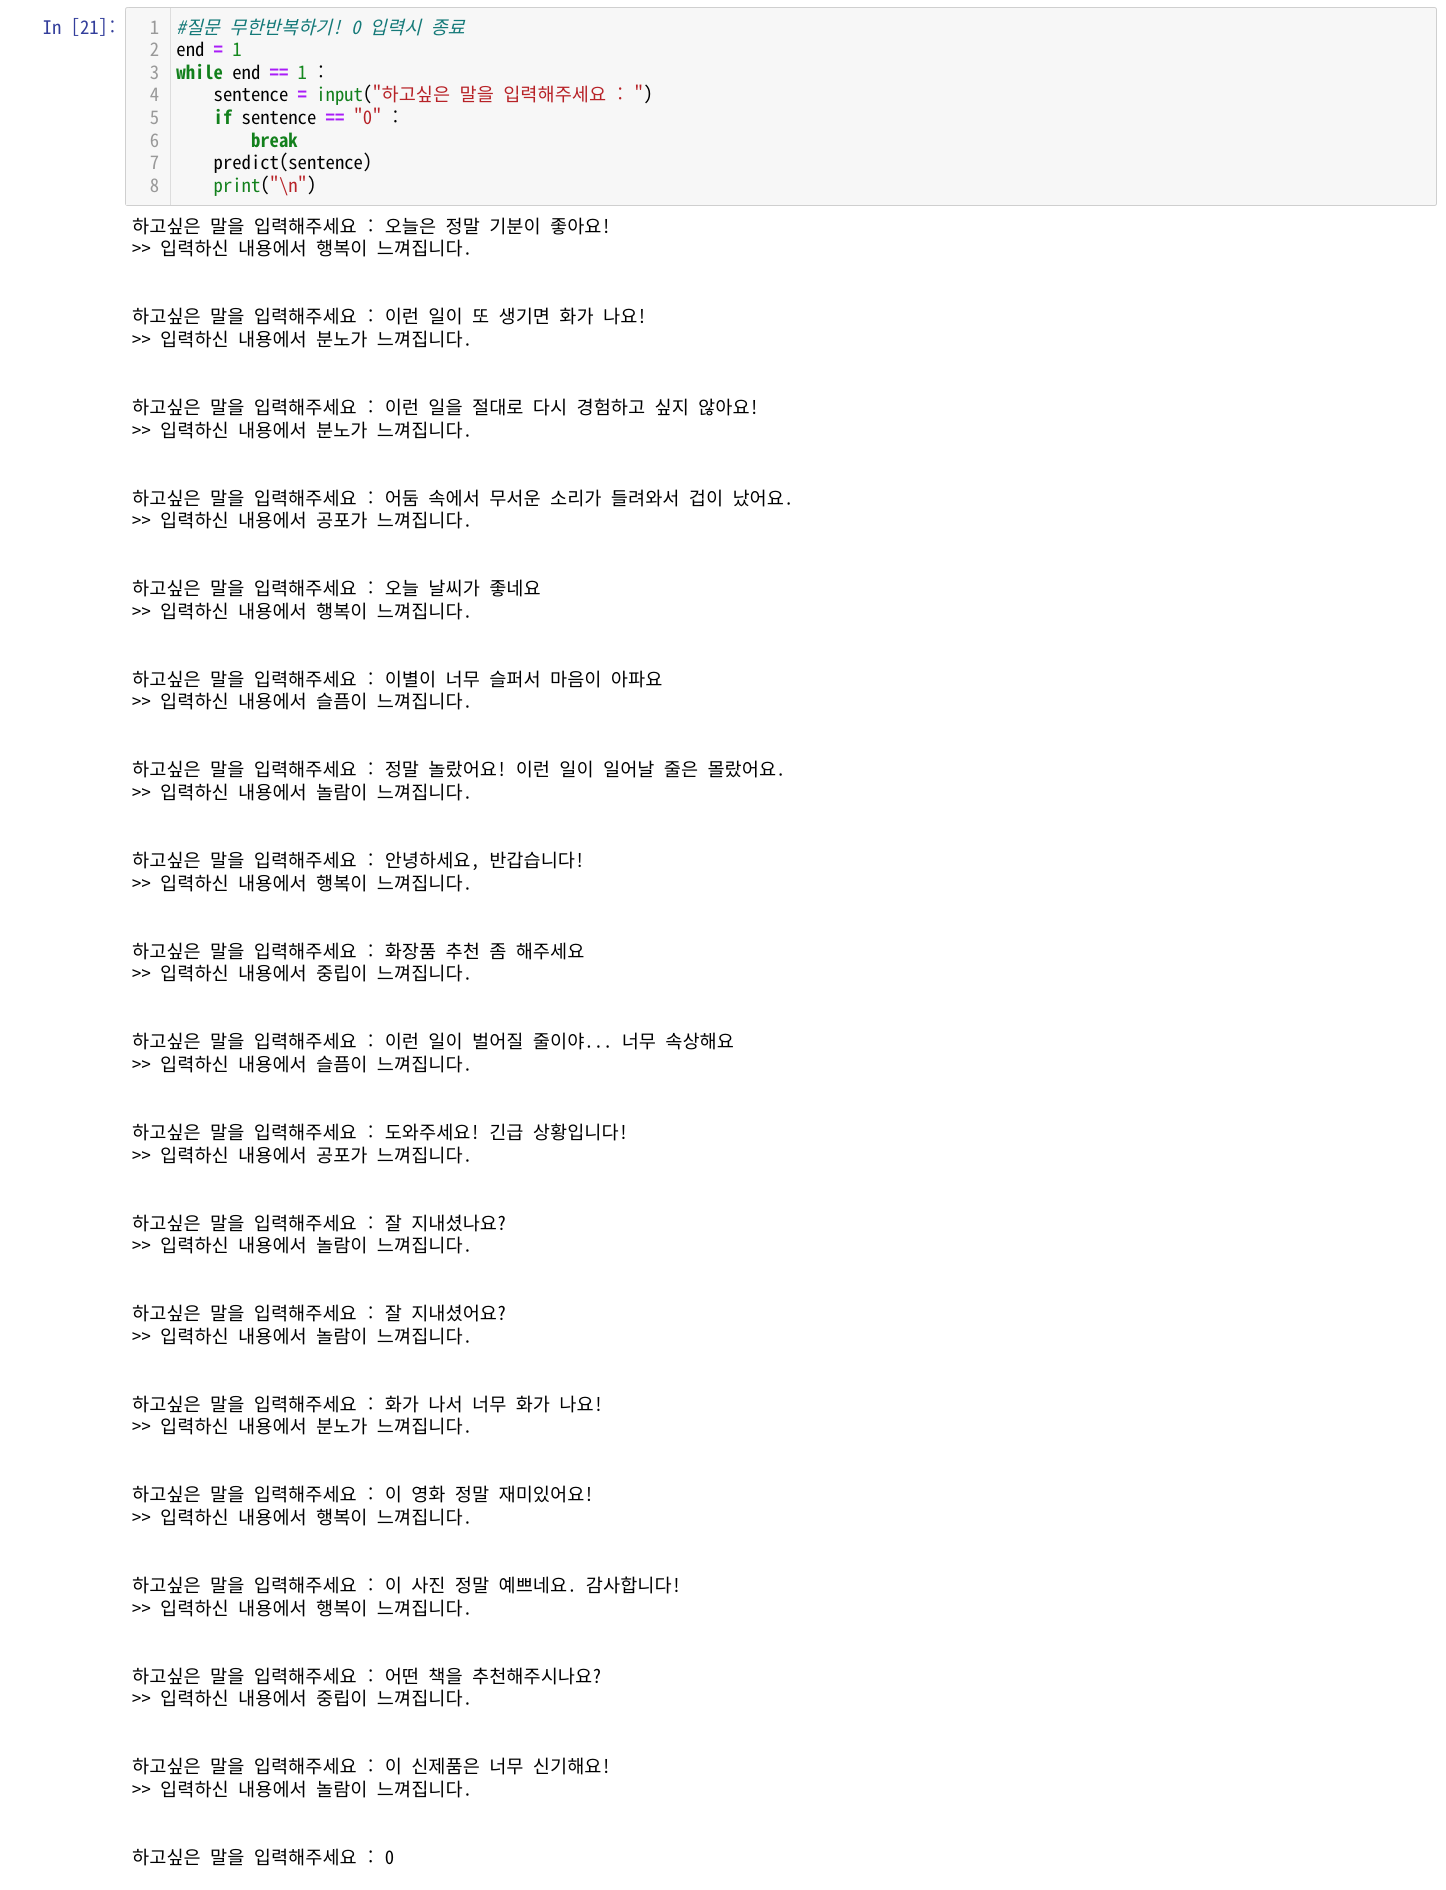 In [21]:
1 #질문 무한반복하기! 0 입력시 종료
2 end = 1
3 while end == 1 :
4     sentence = input("하고싶은 말을 입력해주세요 : ")
5     if sentence == "0" :
6         break
7     predict(sentence)
8     print("\n")
하고싶은 말을 입력해주세요 : 오늘은 정말 기분이 좋아요!
>> 입력하신 내용에서 행복이 느껴집니다.
하고싶은 말을 입력해주세요 : 이런 일이 또 생기면 화가 나요!
>> 입력하신 내용에서 분노가 느껴집니다.
하고싶은 말을 입력해주세요 : 이런 일을 절대로 다시 경험하고 싶지 않아요!
>> 입력하신 내용에서 분노가 느껴집니다.
하고싶은 말을 입력해주세요 : 어둠 속에서 무서운 소리가 들려와서 겁이 났어요.
>> 입력하신 내용에서 공포가 느껴집니다.
하고싶은 말을 입력해주세요 : 오늘 날씨가 좋네요
>> 입력하신 내용에서 행복이 느껴집니다.
하고싶은 말을 입력해주세요 : 이별이 너무 슬퍼서 마음이 아파요
>> 입력하신 내용에서 슬픔이 느껴집니다.
하고싶은 말을 입력해주세요 : 정말 놀랐어요! 이런 일이 일어날 줄은 몰랐어요.
>> 입력하신 내용에서 놀람이 느껴집니다.
하고싶은 말을 입력해주세요 : 안녕하세요, 반갑습니다!
>> 입력하신 내용에서 행복이 느껴집니다.
하고싶은 말을 입력해주세요 : 화장품 추천 좀 해주세요
>> 입력하신 내용에서 중립이 느껴집니다.
하고싶은 말을 입력해주세요 : 이런 일이 벌어질 줄이야... 너무 속상해요
>> 입력하신 내용에서 슬픔이 느껴집니다.
하고싶은 말을 입력해주세요 : 도와주세요! 긴급 상황입니다!
>> 입력하신 내용에서 공포가 느껴집니다.
하고싶은 말을 입력해주세요 : 잘 지내셨나요?
>> 입력하신 내용에서 놀람이 느껴집니다.
하고싶은 말을 입력해주세요 : 잘 지내셨어요?
>> 입력하신 내용에서 놀람이 느껴집니다.
하고싶은 말을 입력해주세요 : 화가 나서 너무 화가 나요!
>> 입력하신 내용에서 분노가 느껴집니다.
하고싶은 말을 입력해주세요 : 이 영화 정말 재미있어요!
>> 입력하신 내용에서 행복이 느껴집니다.
하고싶은 말을 입력해주세요 : 이 사진 정말 예쁘네요. 감사합니다!
>> 입력하신 내용에서 행복이 느껴집니다.
하고싶은 말을 입력해주세요 : 어떤 책을 추천해주시나요?
>> 입력하신 내용에서 중립이 느껴집니다.
하고싶은 말을 입력해주세요 : 이 신제품은 너무 신기해요!
>> 입력하신 내용에서 놀람이 느껴집니다.
하고싶은 말을 입력해주세요 : 0